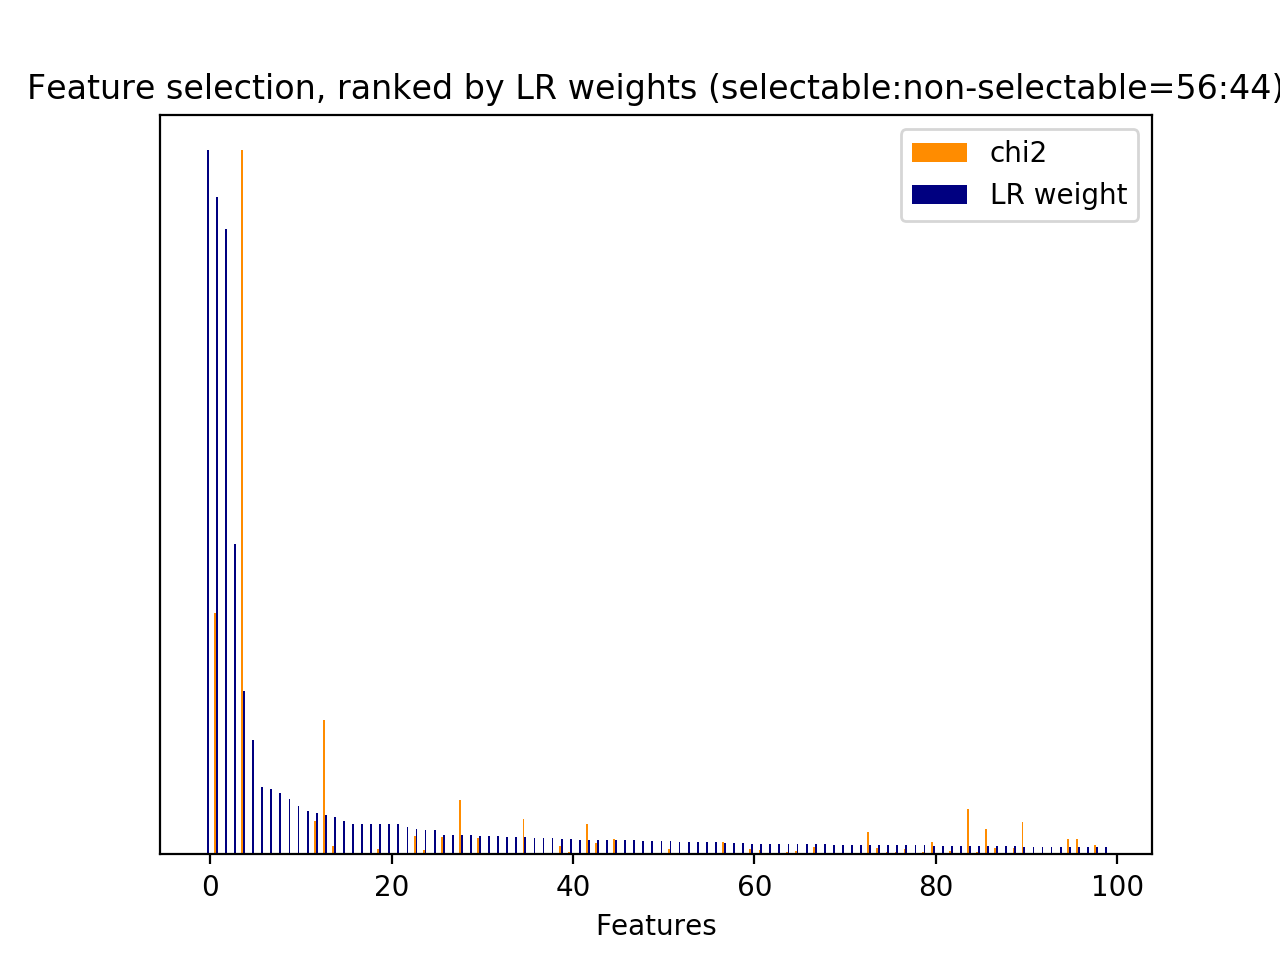 Feature selection, ranked by LR weights (selectable:non-selectable=56:44)
chi2
LR weight
0 20 40 60 80 100
Features